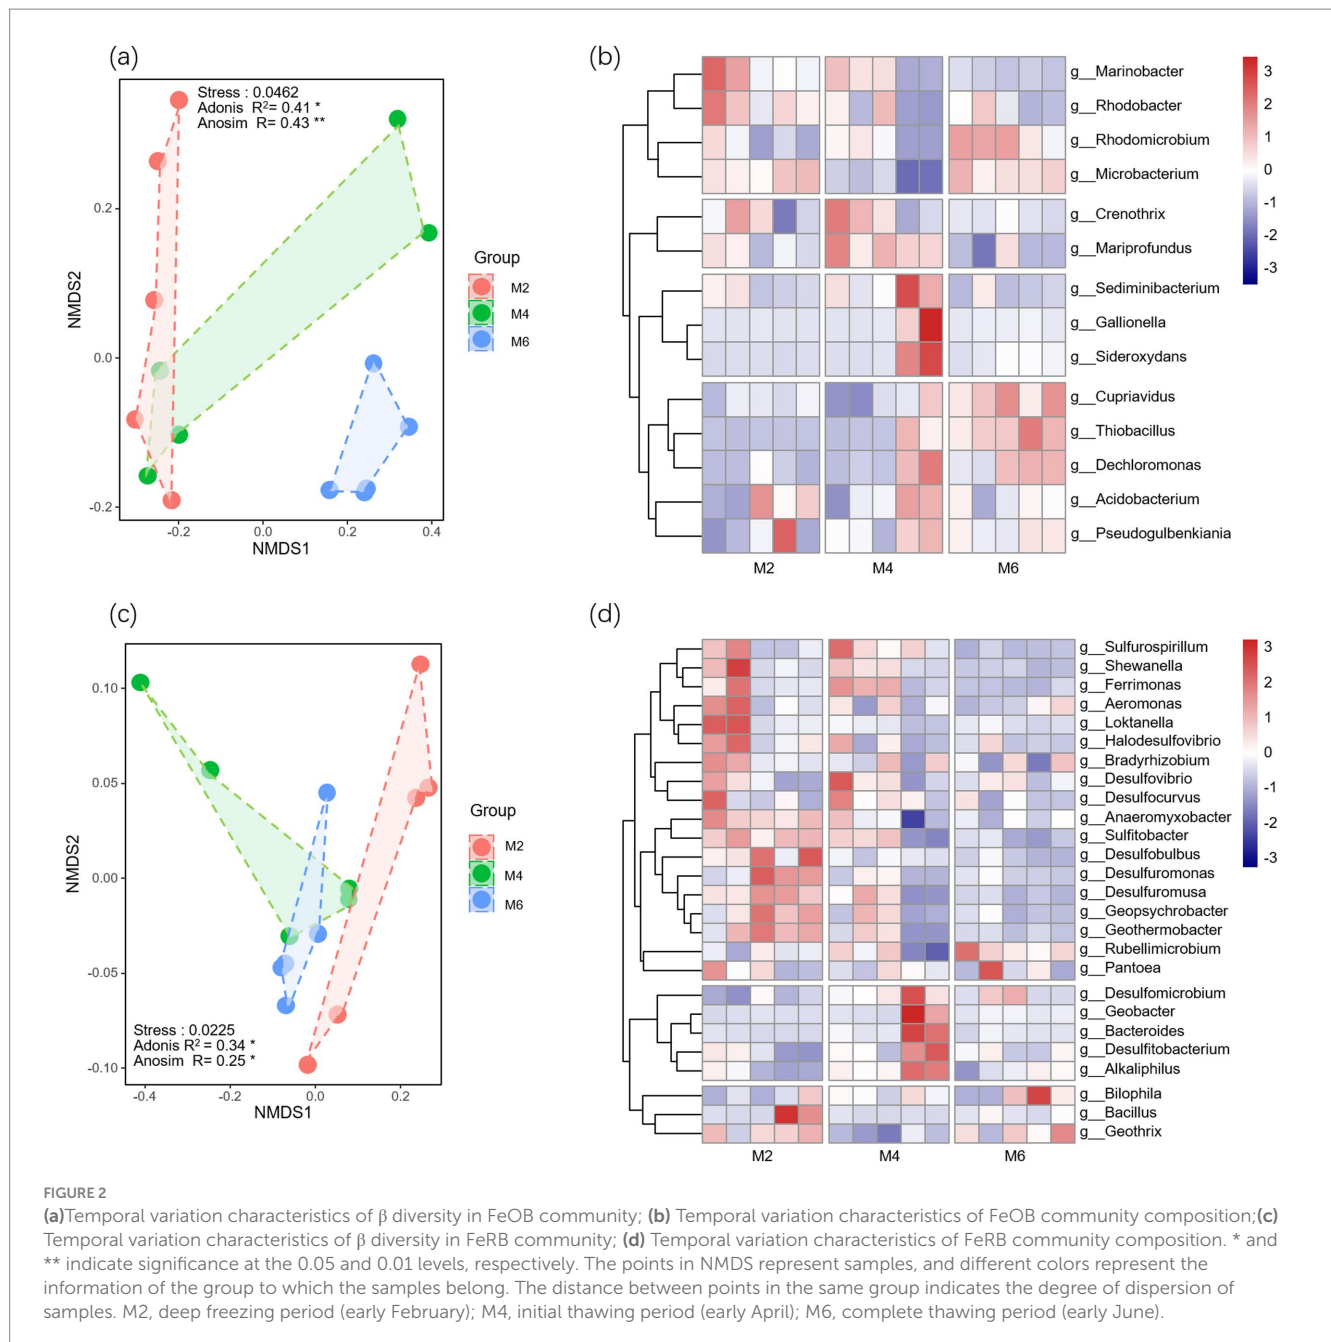 (a)
Stress : 0.0462
Adonis R²= 0.41 *
Anosim R= 0.43 **
0.2
0.0
-0.2
NMDS2
-0.2
0.0
0.2
0.4
NMDS1
Group
M2
M4
M6
(b)
g__Marinobacter
g__Rhodobacter
g__Rhodomicrobium
g__Microbacterium
g__Crenothrix
g__Mariprofundus
g__Sediminibacterium
g__Gallionella
g__Sideroxydans
g__Cupriavidus
g__Thiobacillus
g__Dechloromonas
g__Acidobacterium
g__Pseudogulbenkiania
M2
M4
M6
3
2
1
0
-1
-2
-3
(c)
0.10
0.05
0.00
-0.05
-0.10
NMDS2
Stress : 0.0225
Adonis R² = 0.34 *
Anosim R= 0.25 *
-0.4
-0.2
0.0
0.2
NMDS1
Group
M2
M4
M6
(d)
g__Sulfurospirillum
g__Shewanella
g__Ferrimonas
g__Aeromonas
g__Loktanella
g__Halodesulfovibrio
g__Bradyrhizobium
g__Desulfovibrio
g__Desulfocurvus
g__Anaeromyxobacter
g__Sulfitobacter
g__Desulfobulbus
g__Desulfuromonas
g__Desulfuromusa
g__Geopsychrobacter
g__Geothermobacter
g__Rubellimicrobium
g__Pantoea
g__Desulfomicrobium
g__Geobacter
g__Bacteroides
g__Desulfitobacterium
g__Alkaliphilus
g__Bilophila
g__Bacillus
g__Geothrix
M2
M4
M6
3
2
1
0
-1
-2
-3
FIGURE 2
(a)Temporal variation characteristics of β diversity in FeOB community; (b) Temporal variation characteristics of FeOB community composition;(c)
Temporal variation characteristics of β diversity in FeRB community; (d) Temporal variation characteristics of FeRB community composition. * and
** indicate significance at the 0.05 and 0.01 levels, respectively. The points in NMDS represent samples, and different colors represent the
information of the group to which the samples belong. The distance between points in the same group indicates the degree of dispersion of
samples. M2, deep freezing period (early February); M4, initial thawing period (early April); M6, complete thawing period (early June).